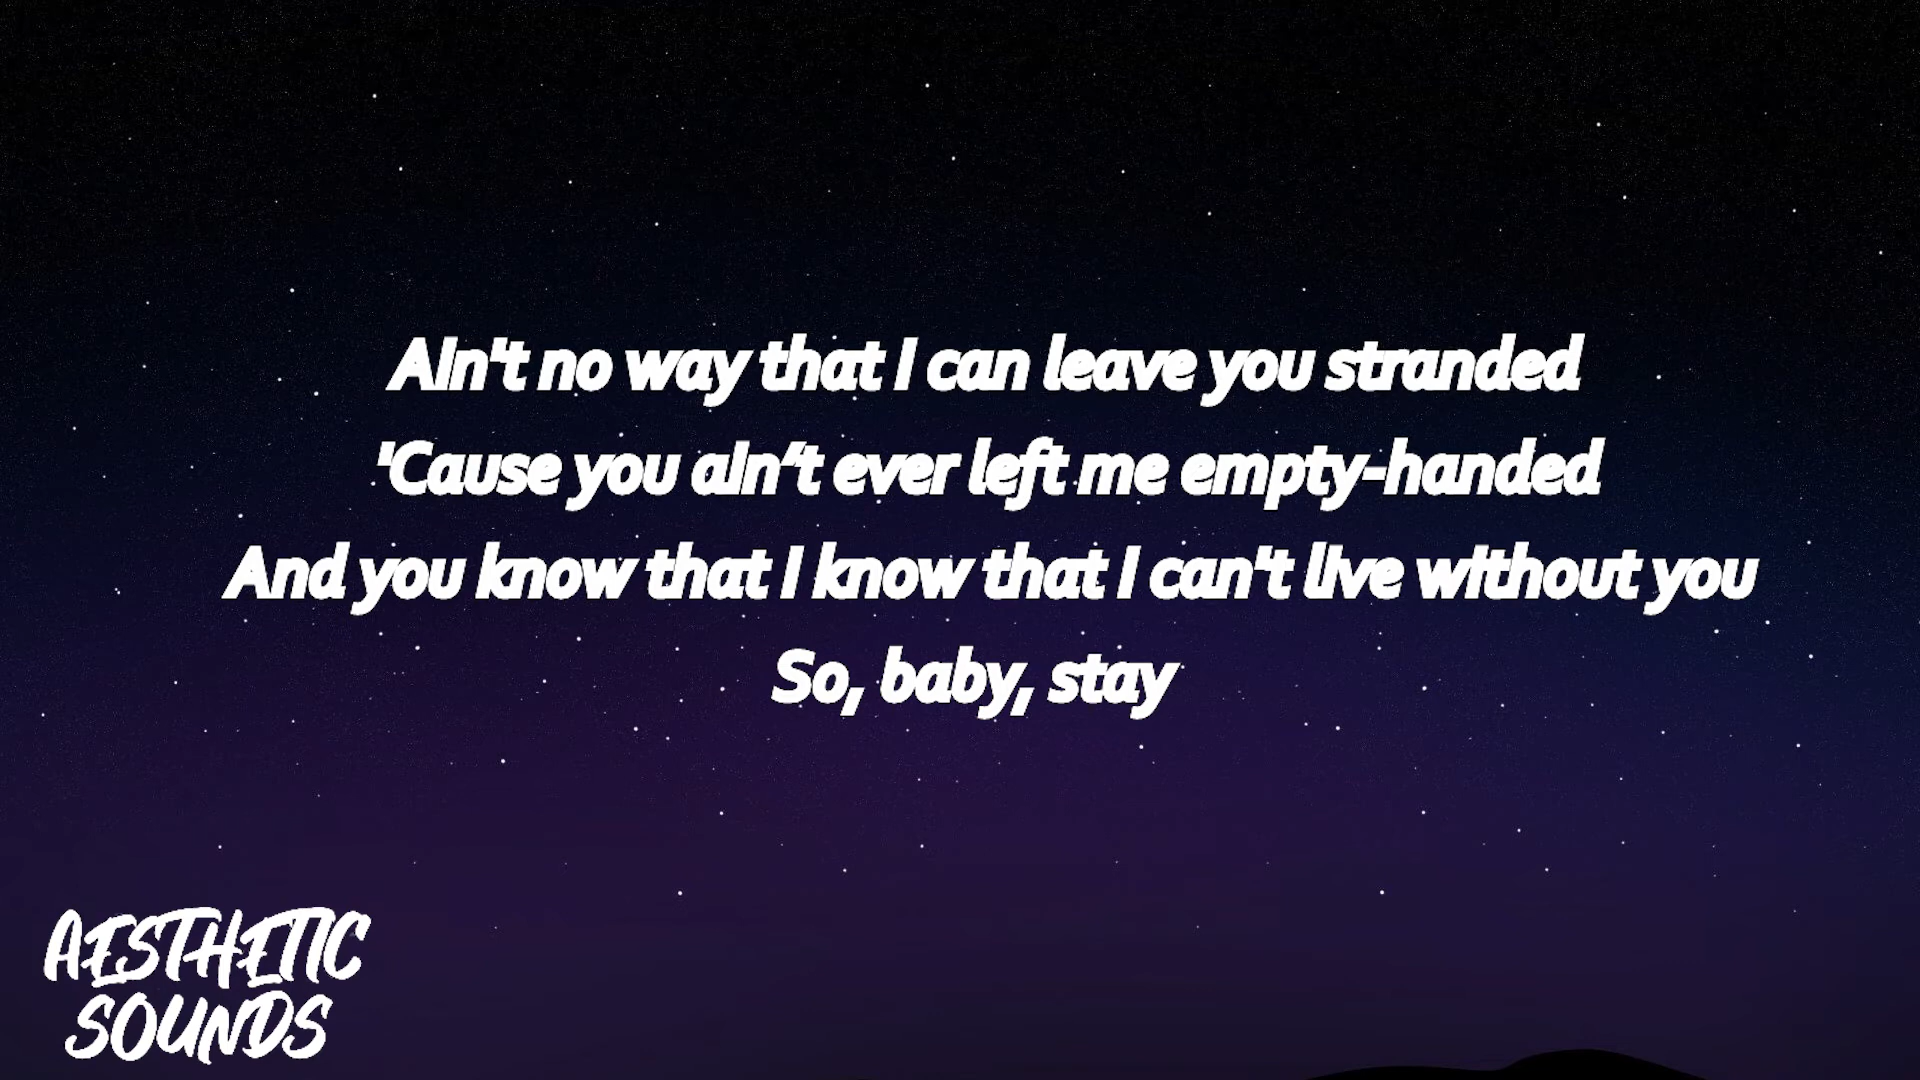 Ain't no way that I can leave you stranded
'Cause you ain't ever left me empty-handed
And you know that I know that I can't live without you
So, baby, stay
AESTHETIC
SOUNDS